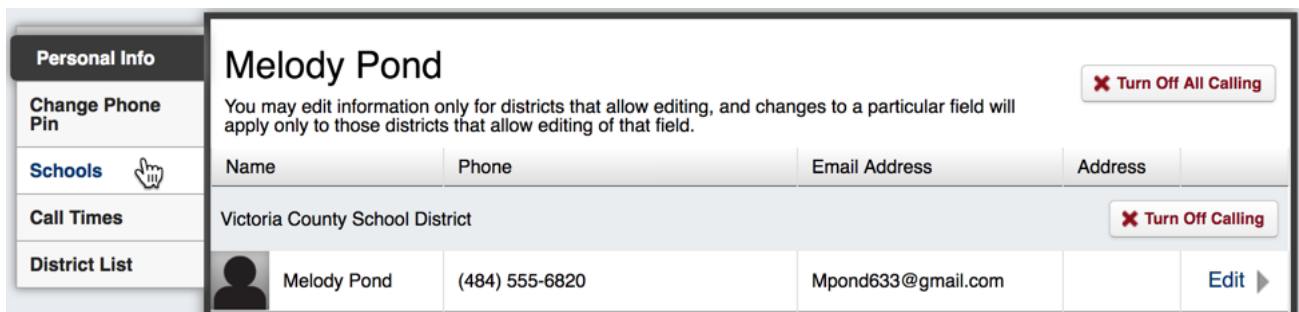 Personal Info
Change Phone
Pin
Schools
Call Times
District List
Melody Pond
You may edit information only for districts that allow editing, and changes to a particular field will
apply only to those districts that allow editing of that field.
Turn Off All Calling
Name Phone Email Address Address
Victoria County School District Turn Off Calling
Melody Pond (484) 555-6820 Mpond633@gmail.com Edit